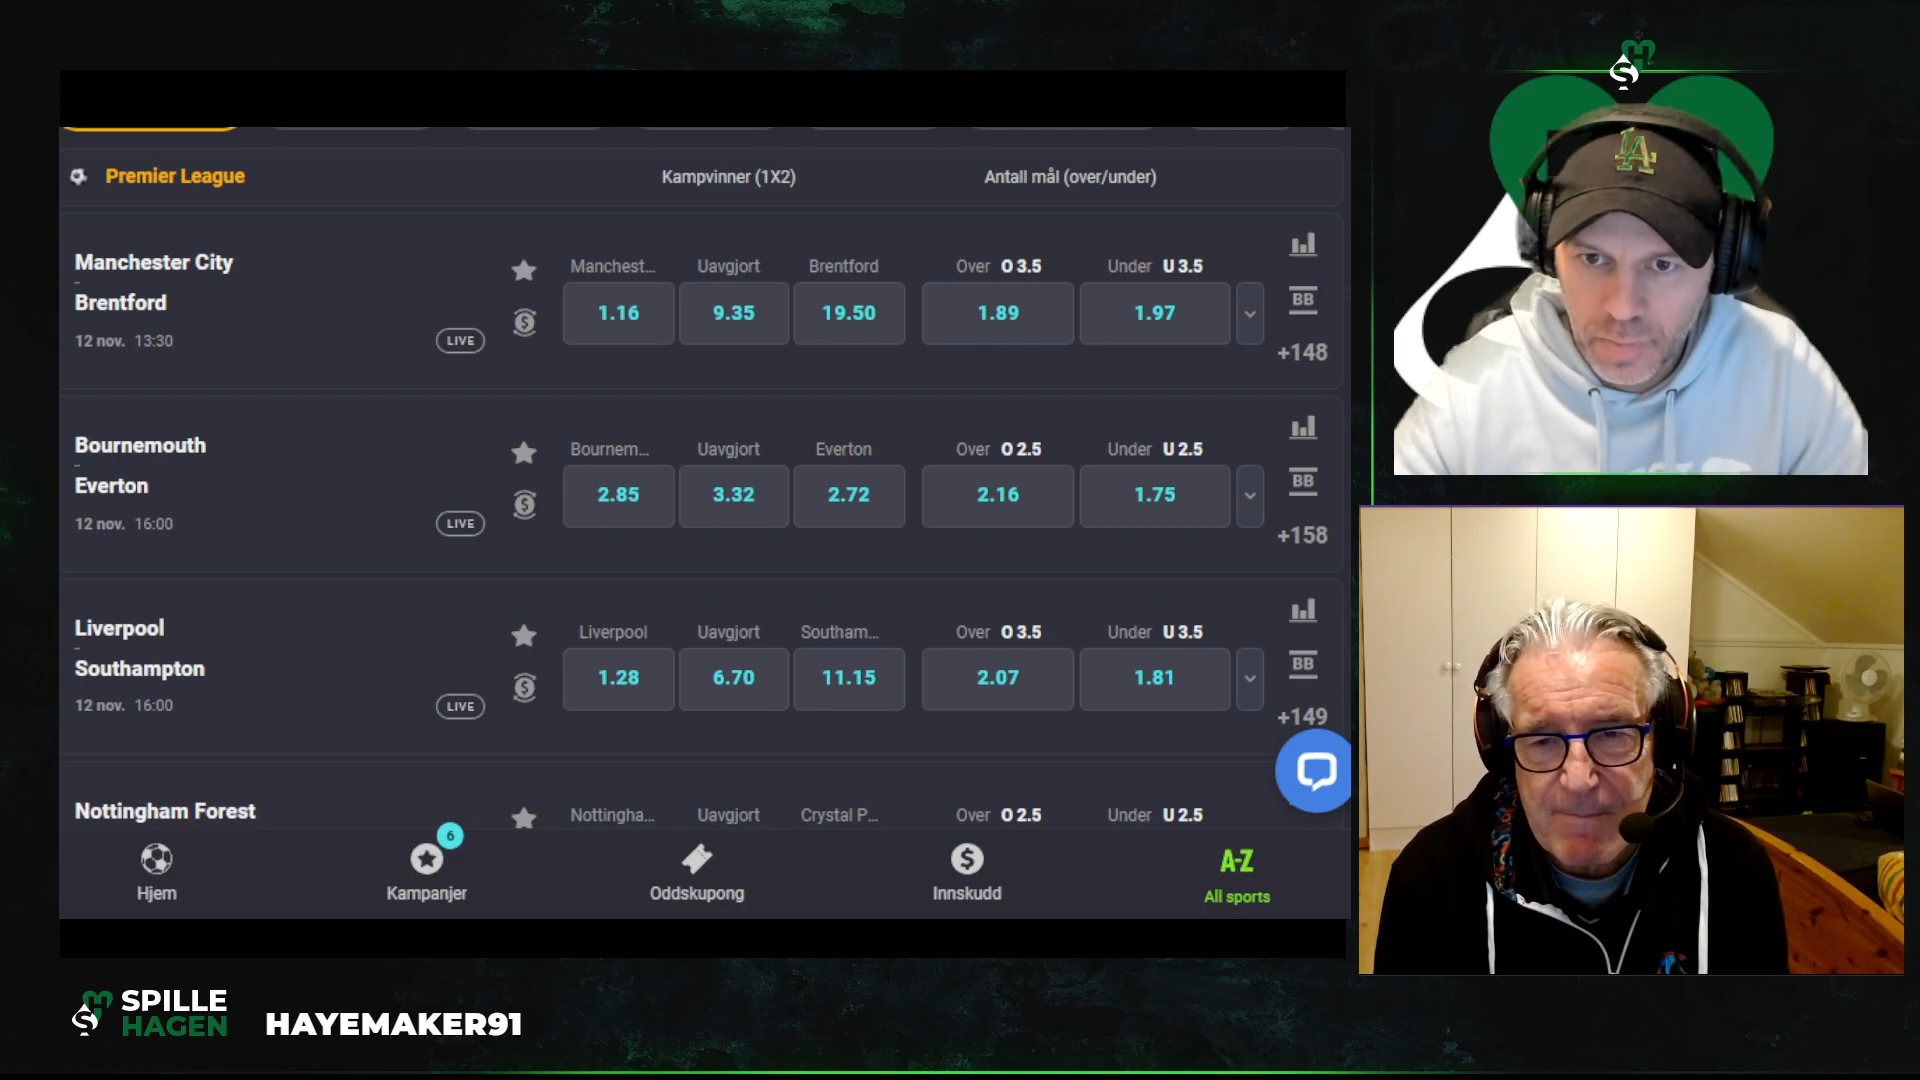 Premier League Kampvinner (1X2) Antall mål (over/under)
Manchester City
-
Brentford
12 nov. 13:30 LIVE
Manchest... Uavgjort Brentford Over O 3.5 Under U 3.5
1.16 9.35 19.50 1.89 1.97
BB
+148
Bournemouth
-
Everton
12 nov. 16:00 LIVE
Bournem... Uavgjort Everton Over O 2.5 Under U 2.5
2.85 3.32 2.72 2.16 1.75
BB
+158
Liverpool
-
Southampton
12 nov. 16:00 LIVE
Liverpool Uavgjort Southam... Over O 3.5 Under U 3.5
1.28 6.70 11.15 2.07 1.81
BB
+149
Nottingham Forest
Nottingha... Uavgjort Crystal P... Over O 2.5 Under U 2.5
6
A-Z
Hjem Kampanjer Oddskupong Innskudd All sports
SPILLE
HAGEN
HAYEMAKER91
LA